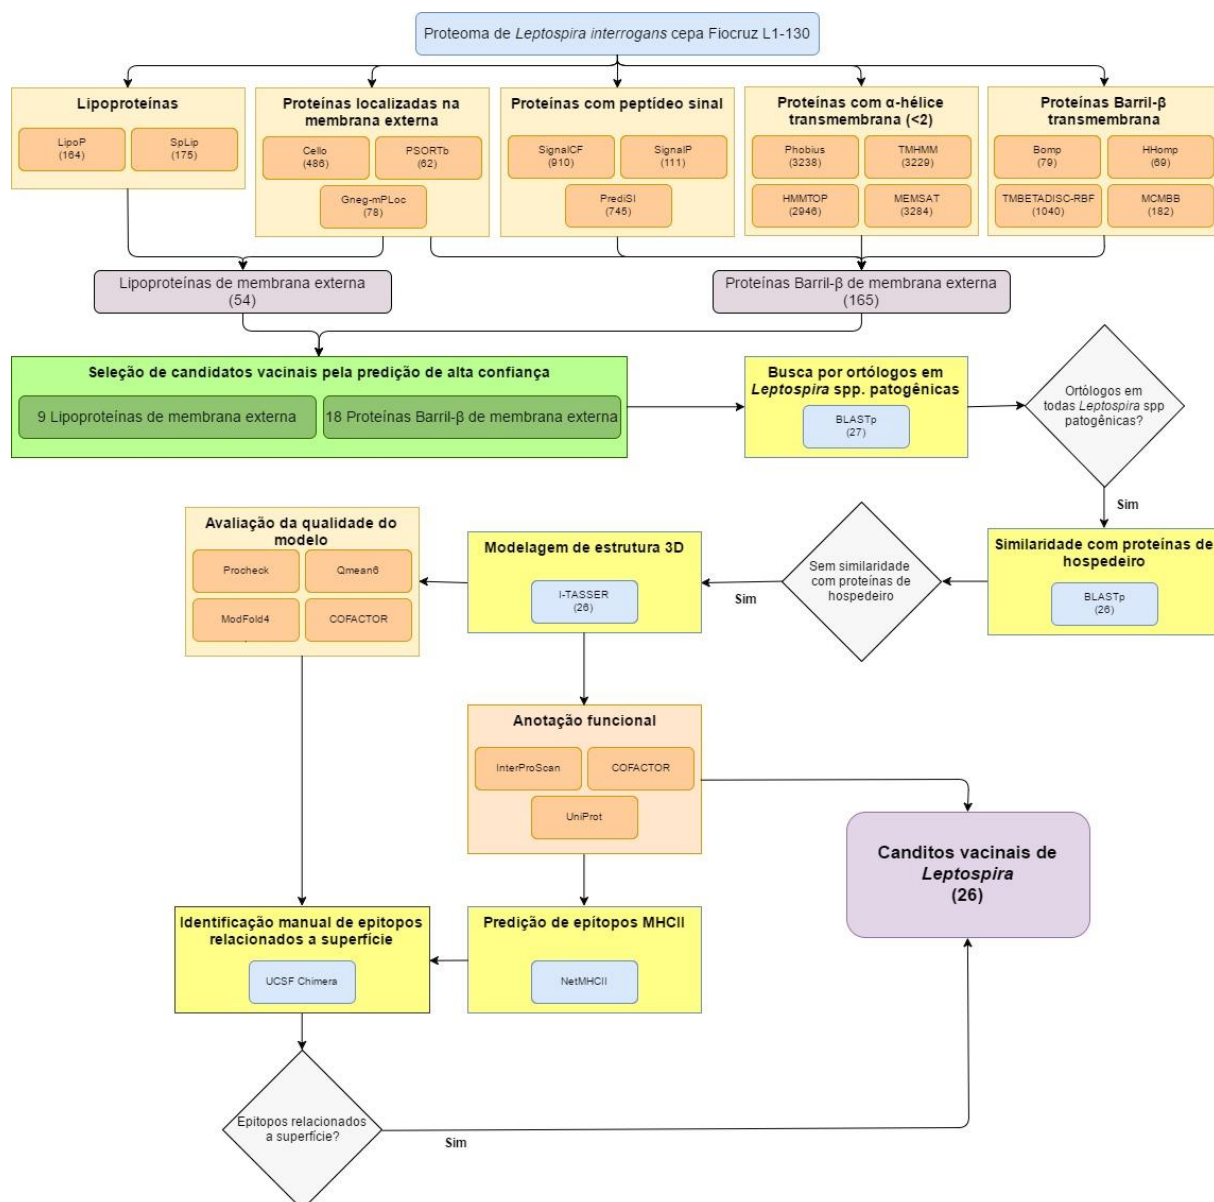 Proteoma de Leptospira interrogans cepa Fiocruz L1-130
Lipoproteínas
LipoP
(164)
SpLip
(175)
Proteínas localizadas na
membrana externa
Cello
(486)
PSORTb
(62)
Gneg-mPLoc
(78)
Proteínas com peptídeo sinal
SignalCF
(910)
SignalP
(111)
PrediSI
(745)
Proteínas com α-hélice
transmembrana (<2)
Phobius
(3238)
TMHMM
(3229)
HMMTOP
(2946)
MEMSAT
(3284)
Proteínas Barril-β
transmembrana
Bomp
(79)
HHomp
(69)
TMBETADISC-RBF
(1040)
MCMBB
(182)
Lipoproteínas de membrana externa
(54)
Proteínas Barril-β de membrana externa
(165)
Seleção de candidatos vacinais pela predição de alta confiança
9 Lipoproteínas de membrana externa
18 Proteínas Barril-β de membrana externa
Busca por ortólogos em
Leptospira spp. patogênicas
BLASTp
(27)
Ortólogos em
todas Leptospira spp
patogênicas?
Sim
Similaridade com proteínas de
hospedeiro
BLASTp
(26)
Sem similaridade
com proteínas de
hospedeiro
Sim
Modelagem de estrutura 3D
I-TASSER
(26)
Avaliação da qualidade do
modelo
Procheck
Qmean6
ModFold4
COFACTOR
Anotação funcional
InterProScan
COFACTOR
UniProt
Canditos vacinais de
Leptospira
(26)
Predição de epítopos MHCII
NetMHCII
Identificação manual de epitopos
relacionados a superfície
UCSF Chimera
Epitopos relacionados
a superfície?
Sim